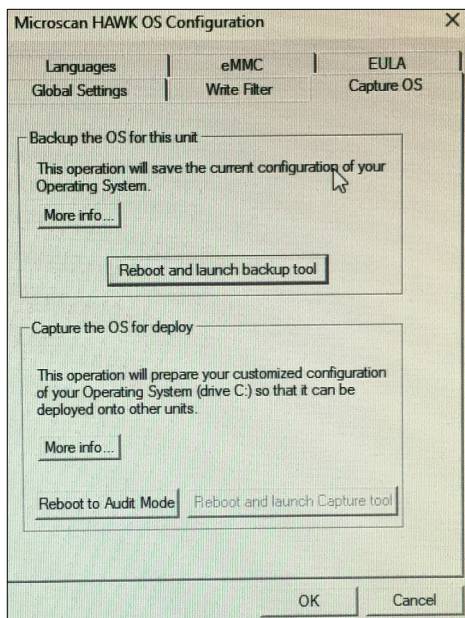 Microscan HAWK OS Configuration
Languages
eMMC
EULA
Global Settings
Write Filter
Capture OS
Backup the OS for this unit
This operation will save the current configuration of your
Operating System.
More info...
Reboot and launch backup tool
Capture the OS for deploy
This operation will prepare your customized configuration
of your Operating System (drive C:) so that it can be
deployed onto other units.
More info...
Reboot to Audit Mode
Reboot and launch Capture tool
OK
Cancel